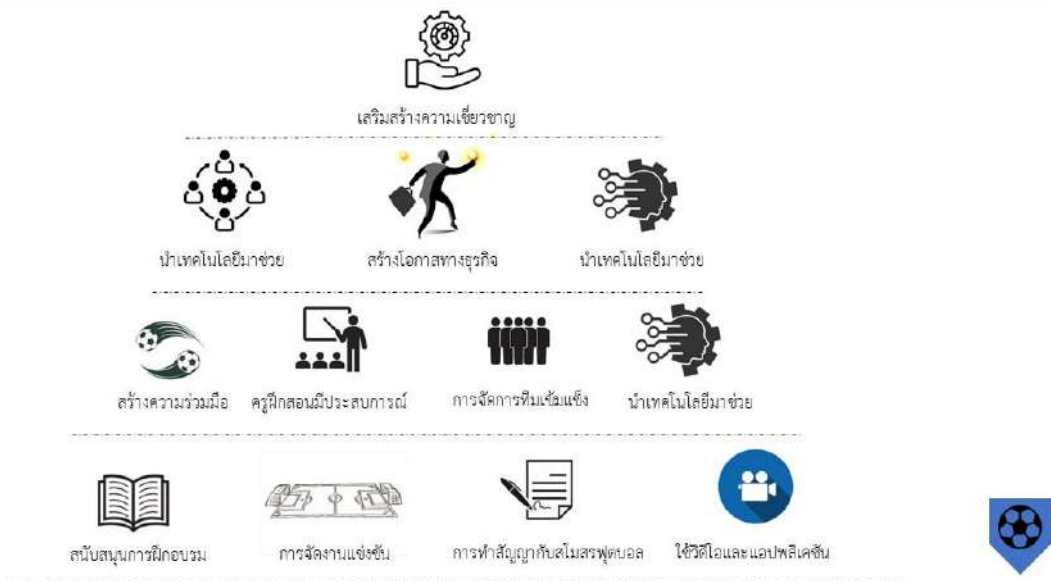 เสริมสร้างความเชี่ยวชาญ
นำเทคโนโลยีมาช่วย สร้างโอกาสทางธุรกิจ นำเทคโนโลยีมาช่วย
สร้างความร่วมมือ ครูฝึกสอนมีประสบการณ์ การจัดการทีมเข้มแข็ง นำเทคโนโลยีมาช่วย
สนับสนุนการฝึกอบรม การจัดงานแข่งขัน การทำสัญญากับสโมสรฟุตบอล ใช้วิดีโอและแอปพลิเคชัน